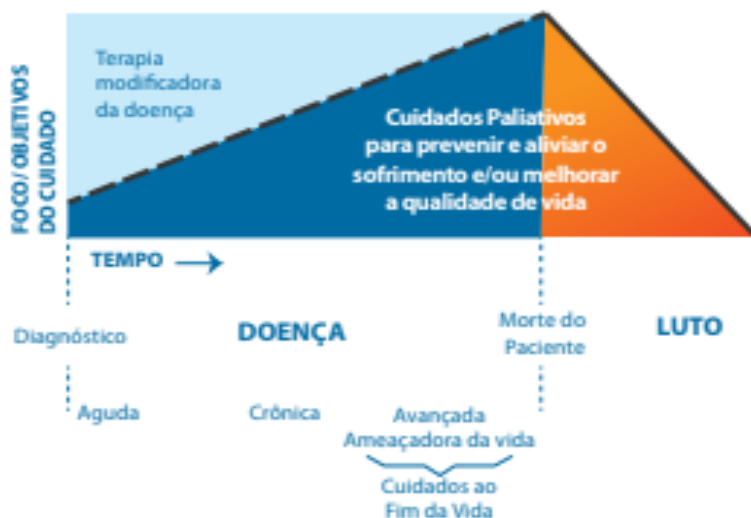 Terapia
modificadora
da doença
FOCO/OBJETIVOS
DO CUIDADO
Cuidados Paliativos
para prevenir e aliviar o
sofrimento e/ou melhorar
a qualidade de vida
TEMPO
Diagnóstico
DOENÇA
Morte do
Paciente
LUTO
Aguda
Crônica
Avançada
Ameaçadora da vida
Cuidados ao
Fim da Vida